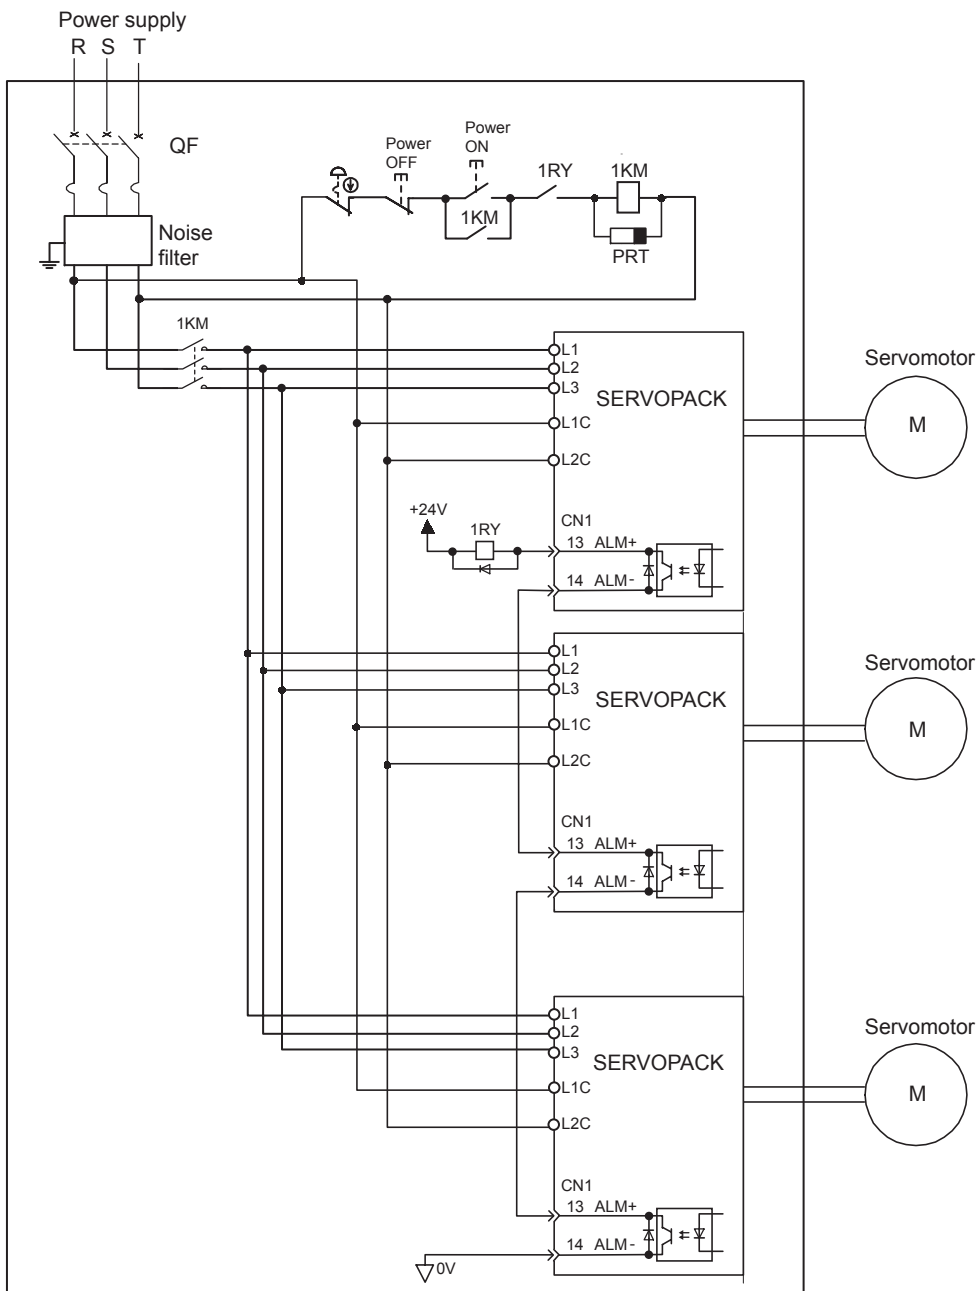 Power supply
R S T
QF
Power
OFF
Power
ON
1RY
1KM
1KM
PRT
Noise
filter
1KM
L1
L2
L3
SERVOPACK
L1C
L2C
Servomotor
M
+24V
1RY
CN1
13 ALM+
14 ALM-
L1
L2
L3
SERVOPACK
L1C
L2C
Servomotor
M
CN1
13 ALM+
14 ALM-
L1
L2
L3
SERVOPACK
L1C
L2C
Servomotor
M
CN1
13 ALM+
14 ALM-
0V